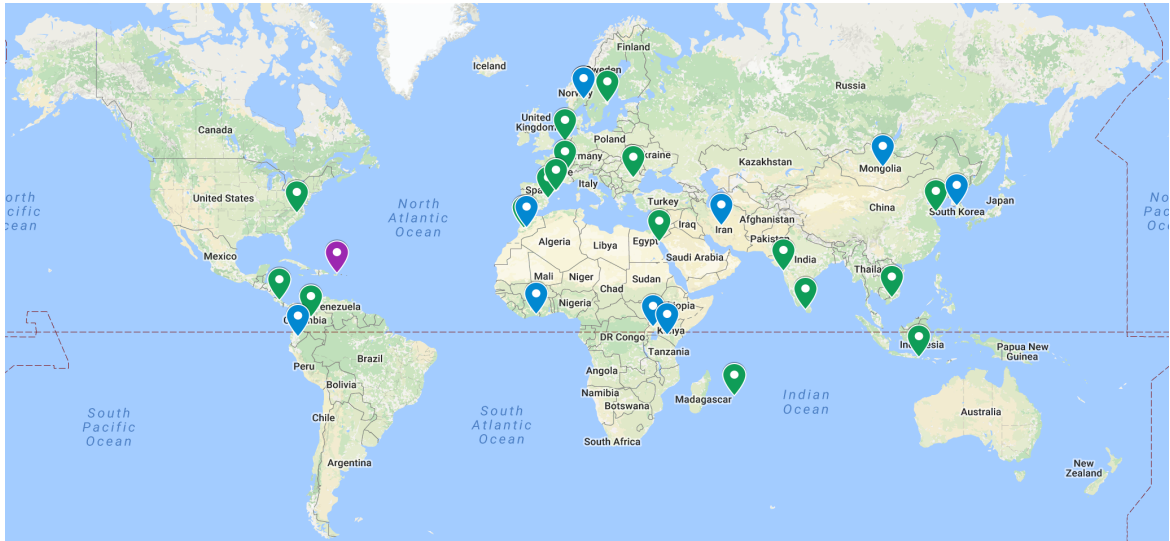 Finland
Iceland
Sweden
Russia
Norway
United
Kingdom
Canada
Poland
Germany
Ukraine
Kazakhstan
Mongolia
Spain
Italy
United States
North
Atlantic
Ocean
Turkey
China
South Korea
Japan
Iraq
Iran
Afghanistan
Pakistan
Algeria
Libya
Egypt
Mexico
Saudi Arabia
India
Mali
Niger
Chad
Sudan
Thailand
Nigeria
Ethiopia
Venezuela
Colombia
Kenya
DR Congo
Indonesia
Papua New
Guinea
Tanzania
Brazil
Peru
Angola
Bolivia
Namibia
Botswana
Madagascar
Indian
Ocean
South
Pacific
Ocean
South
Atlantic
Ocean
Chile
Australia
South Africa
Argentina
New
Zealand